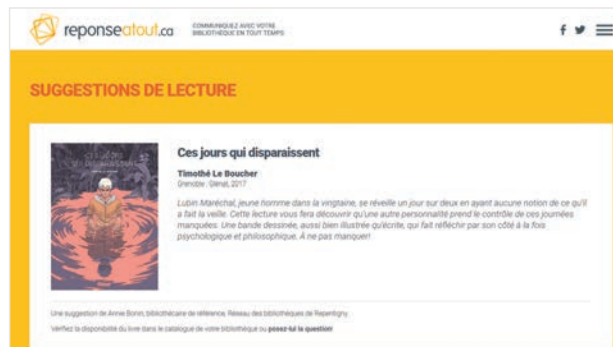 reponseatout.ca
COMMUNIQUEZ AVEC VOTRE
BIBLIOTHÈQUE EN TOUT TEMPS
SUGGESTIONS DE LECTURE
CES JOURS
QUI DISPARAISSENT
Ces jours qui disparaissent
Timothé Le Boucher
Grenoble : Glénat, 2017
Lubin Maréchal, jeune homme dans la vingtaine, se réveille un jour sur deux en ayant aucune notion de ce qu'il
a fait la veille. Cette lecture vous fera découvrir qu'une autre personnalité prend le contrôle de ces journées
manquées. Une bande dessinée, aussi bien illustrée qu'écrite, qui fait réfléchir par son côté à la fois
psychologique et philosophique. À ne pas manquer!
Une suggestion de Annie Bonin, bibliothécaire de référence, Réseau des bibliothèques de Repentigny
Vérifiez la disponibilité du livre dans le catalogue de votre bibliothèque ou posez-lui la question!